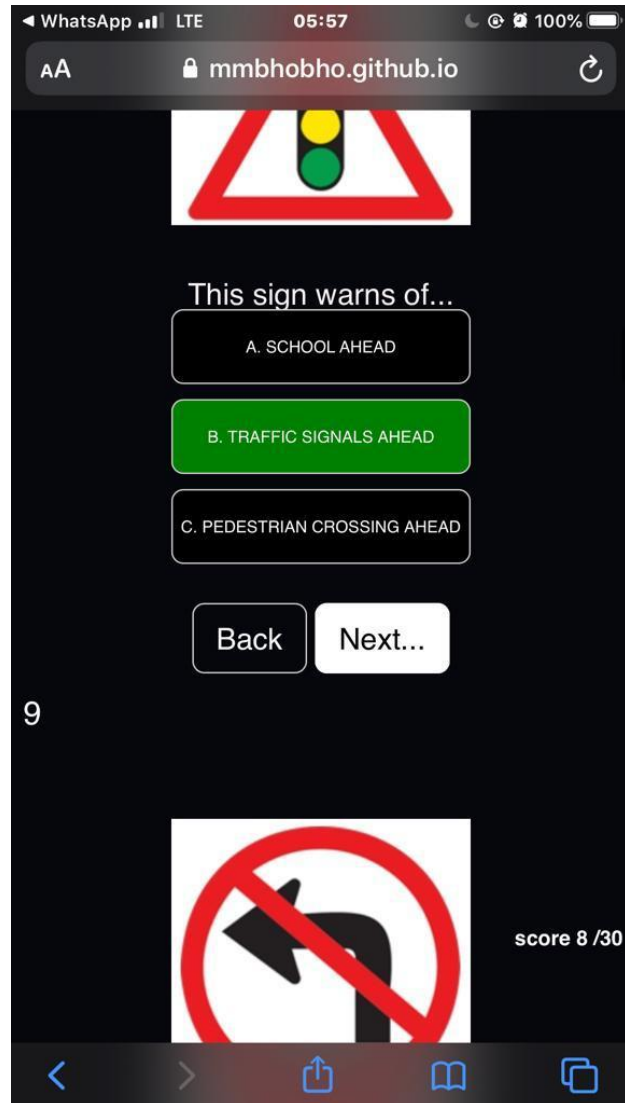 WhatsApp LTE 05:57 100%
AA mmbhobho.github.io
This sign warns of...
A. SCHOOL AHEAD
B. TRAFFIC SIGNALS AHEAD
C. PEDESTRIAN CROSSING AHEAD
Back Next...
9
score 8 /30